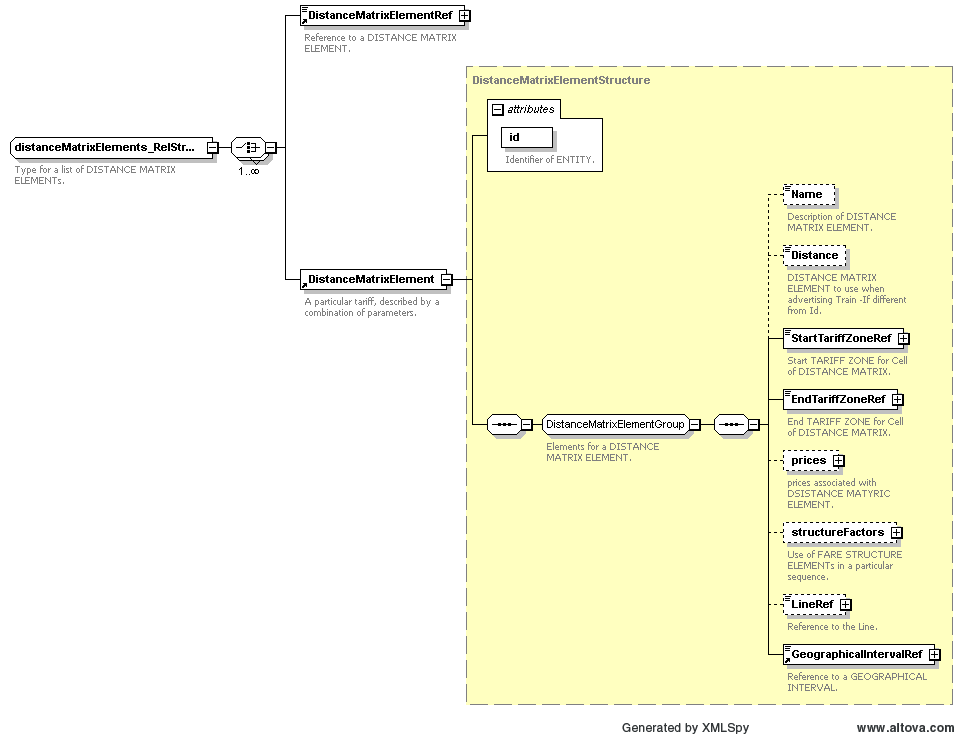 DistanceMatrixElementRef
Reference to a DISTANCE MATRIX
ELEMENT.
distanceMatrixElements_RelStr...
Type for a list of DISTANCE MATRIX
ELEMENTs.
1..∞
DistanceMatrixElement
A particular tariff, described by a
combination of parameters.
DistanceMatrixElementStructure
attributes
id
Identifier of ENTITY.
DistanceMatrixElementGroup
Elements for a DISTANCE
MATRIX ELEMENT.
Name
Description of DISTANCE
MATRIX ELEMENT.
Distance
DISTANCE MATRIX
ELEMENT to use when
advertising Train -If different
from Id.
StartTariffZoneRef
Start TARIFF ZONE for Cell
of DISTANCE MATRIX.
EndTariffZoneRef
End TARIFF ZONE for Cell
of DISTANCE MATRIX.
prices
prices associated with
DSISTANCE MATYRIC
ELEMENT.
structureFactors
Use of FARE STRUCTURE
ELEMENTs in a particular
sequence.
LineRef
Reference to the Line.
GeographicalIntervalRef
Reference to a GEOGRAPHICAL
INTERVAL.
Generated by XMLSpy
www.altova.com